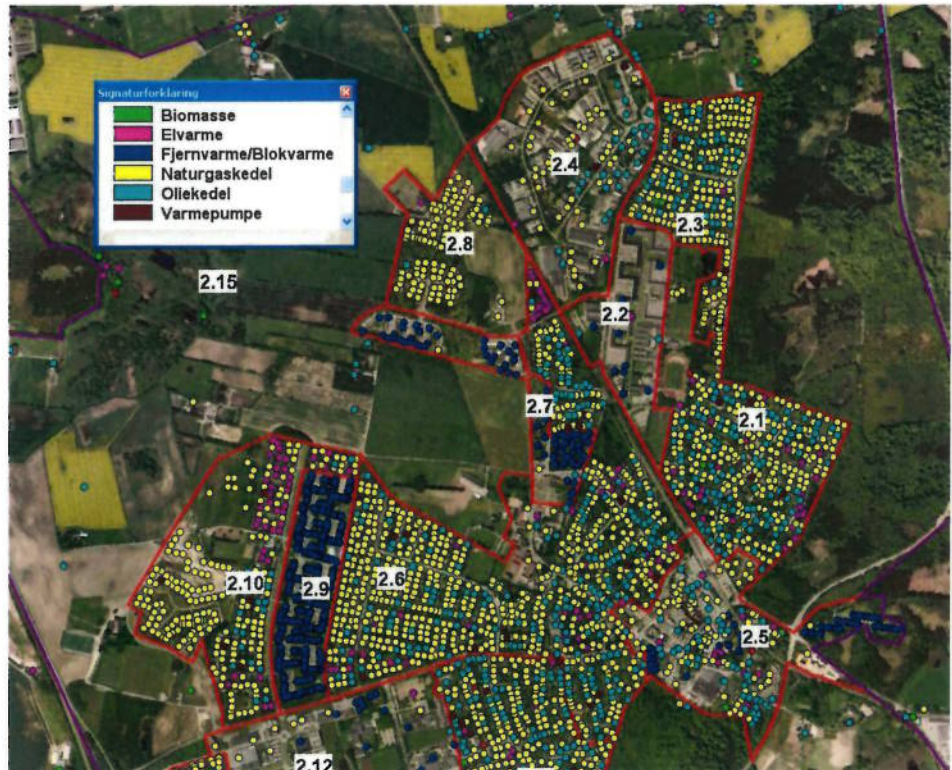 Signaturforklaring
Biomasse
Elvarme
Fjernvarme/Blokvarme
Naturgaskedel
Oliekedel
Varmepumpe
2.4
2.3
2.8
2.15
2.2
2.7
2.1
2.10
2.9
2.6
2.5
2.12